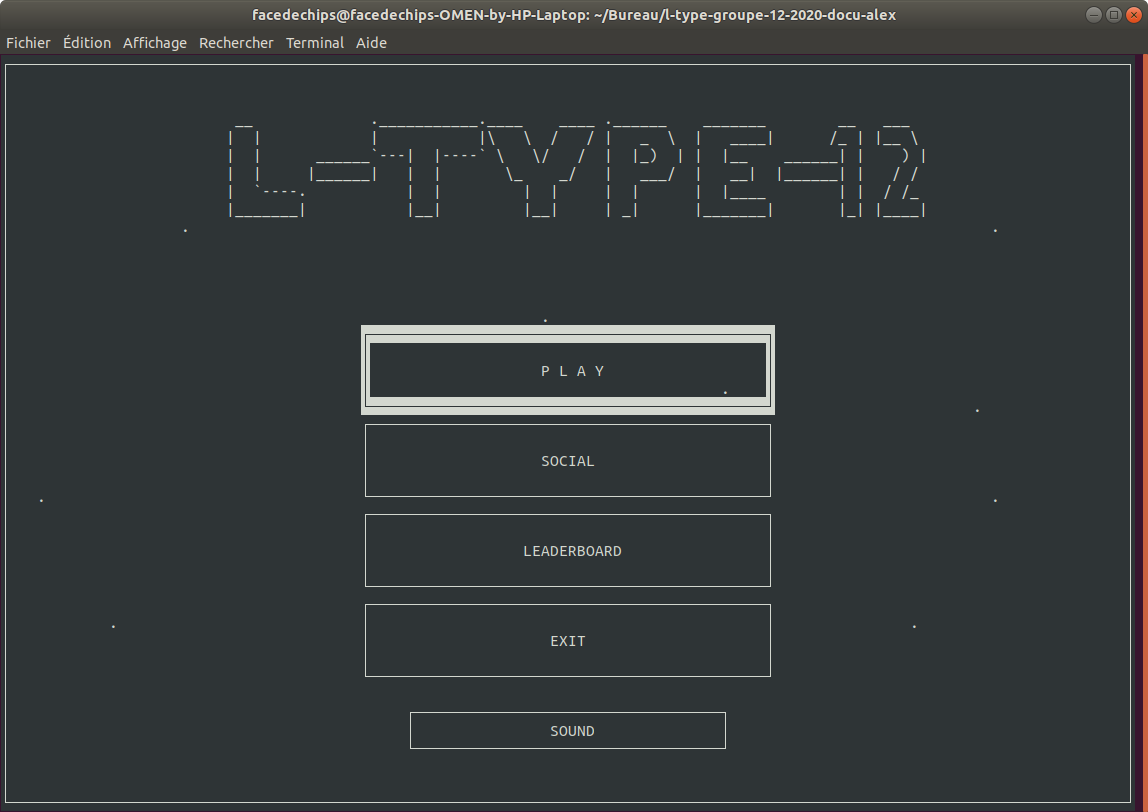 facedechips@facedechips-OMEN-by-HP-Laptop: ~/Bureau/l-type-groupe-12-2020-docu-alex
Fichier Édition Affichage Rechercher Terminal Aide
L-TYPE-12
P L A Y
SOCIAL
LEADERBOARD
EXIT
SOUND